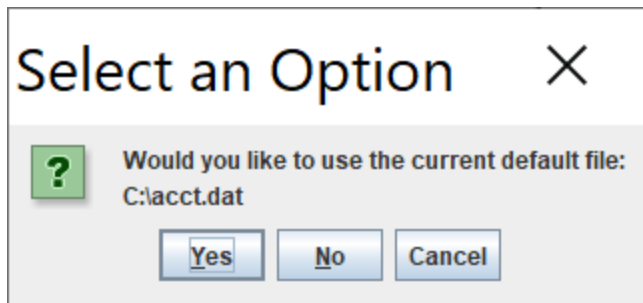 Select an Option
Would you like to use the current default file:
C:\acct.dat
Yes No Cancel